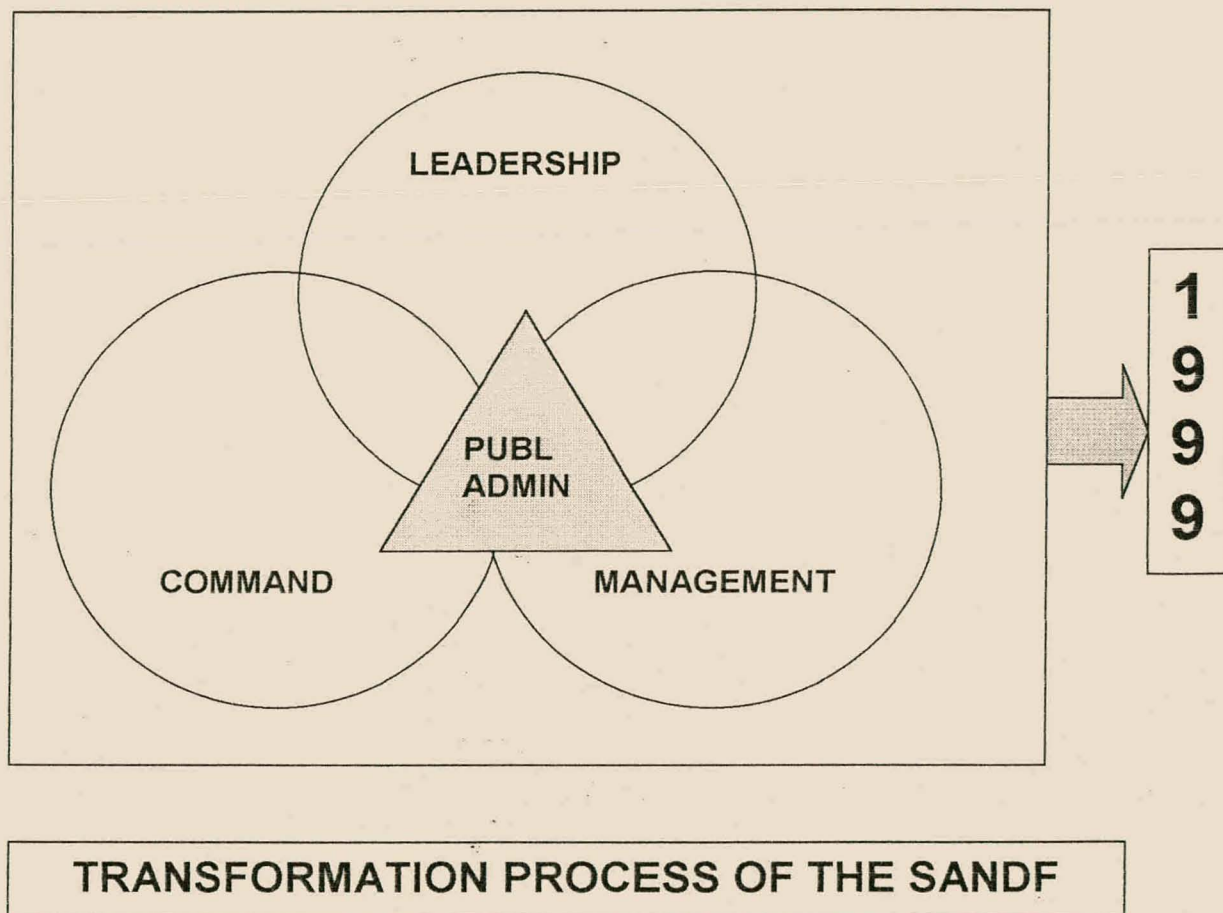 LEADERSHIP
PUBL
ADMIN
COMMAND
MANAGEMENT
1
9
9
9
TRANSFORMATION PROCESS OF THE SANDF